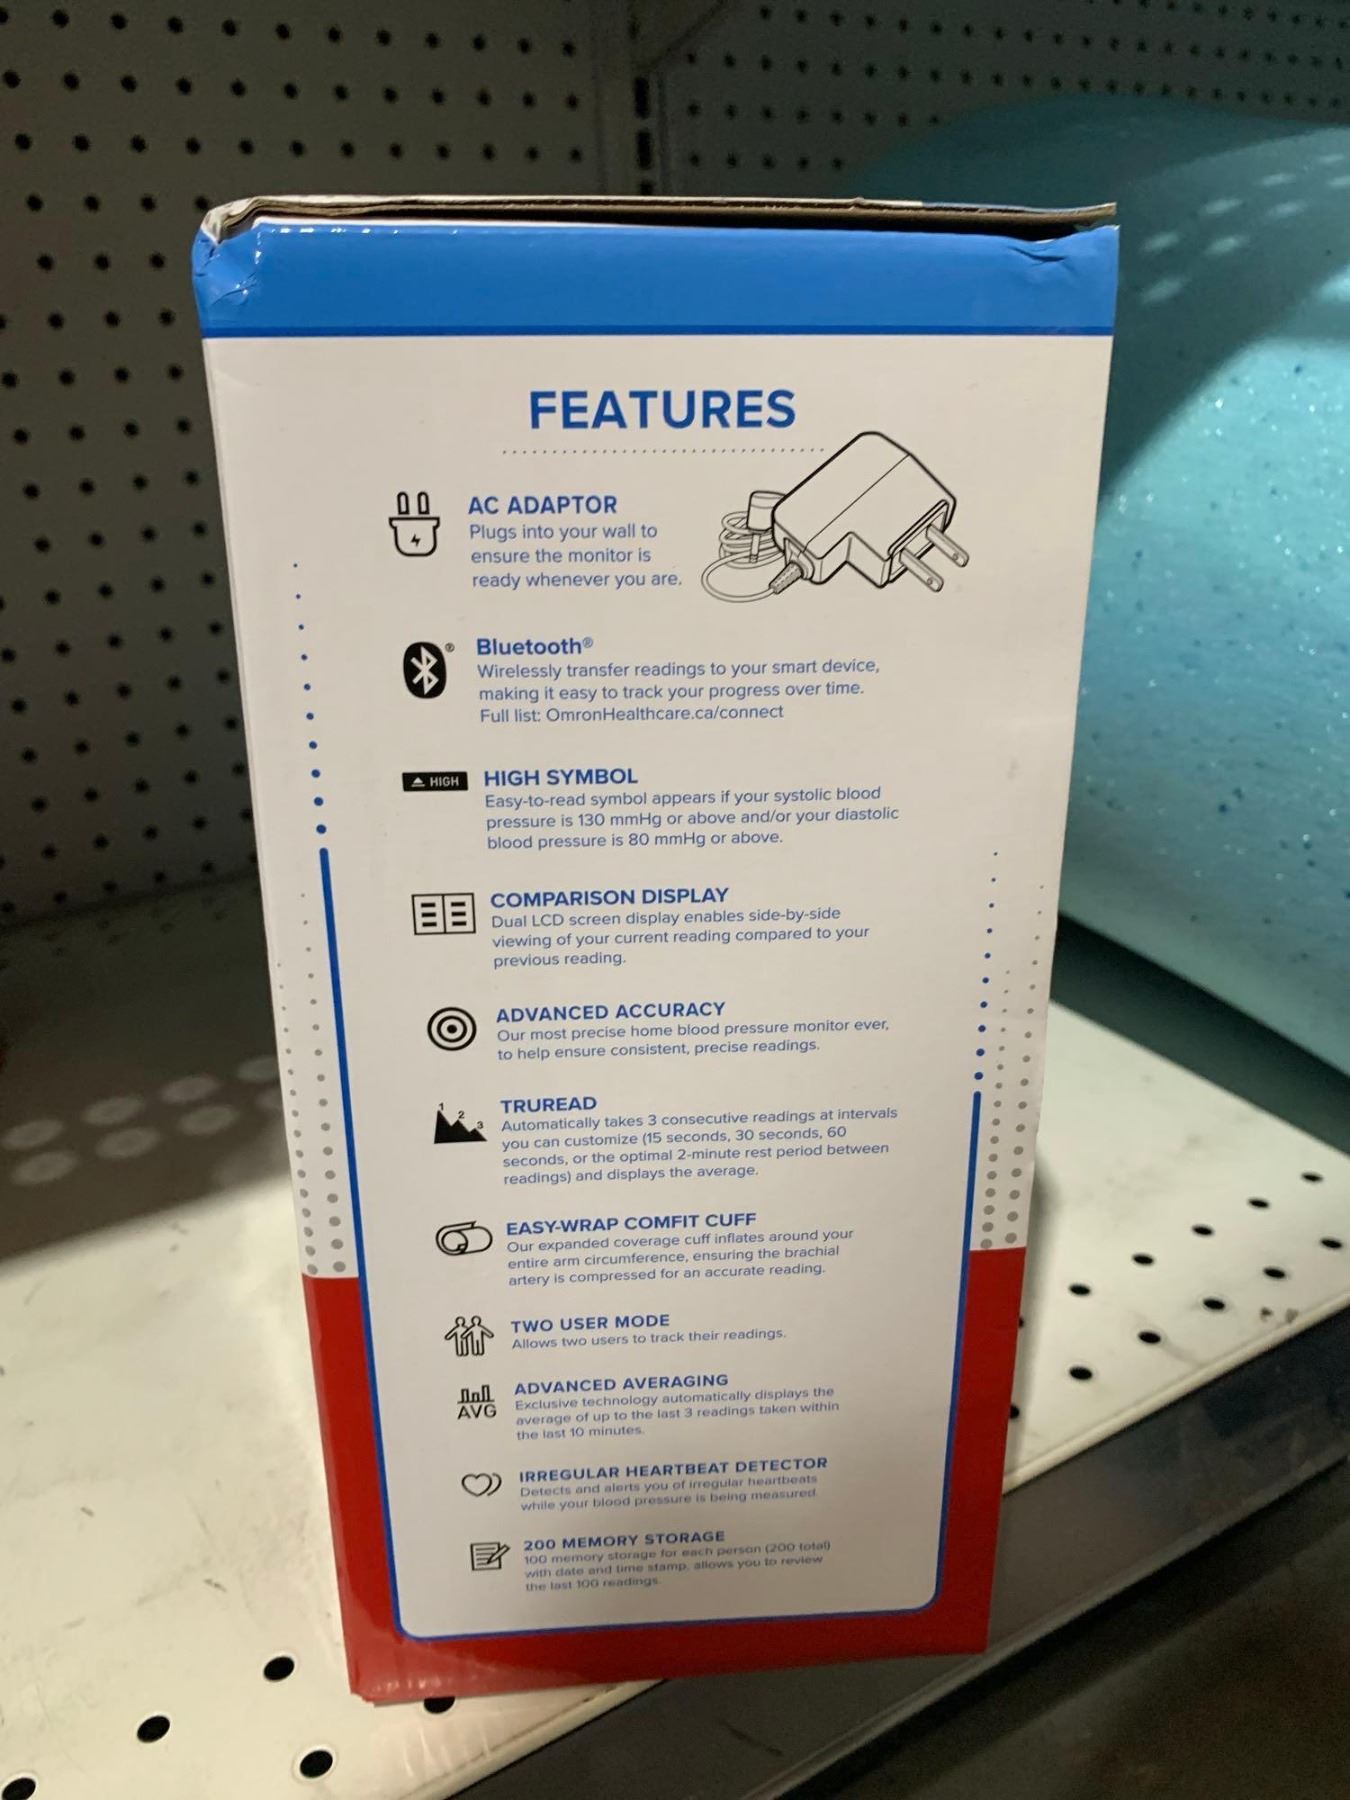 FEATURES
AC ADAPTOR
Plugs into your wall to
ensure the monitor is
ready whenever you are.
®
Bluetooth®
Wirelessly transfer readings to your smart device,
making it easy to track your progress over time.
Full list: OmronHealthcare.ca/connect
HIGH
HIGH SYMBOL
Easy-to-read symbol appears if your systolic blood
pressure is 130 mmHg or above and/or your diastolic
blood pressure is 80 mmHg or above.
COMPARISON DISPLAY
Dual LCD screen display enables side-by-side
viewing of your current reading compared to your
previous reading.
ADVANCED ACCURACY
Our most precise home blood pressure monitor ever,
to help ensure consistent, precise readings.
1 2 3
TRUREAD
Automatically takes 3 consecutive readings at intervals
you can customize (15 seconds, 30 seconds, 60
seconds, or the optimal 2-minute rest period between
readings) and displays the average.
EASY-WRAP COMFIT CUFF
Our expanded coverage cuff inflates around your
entire arm circumference, ensuring the brachial
artery is compressed for an accurate reading.
TWO USER MODE
Allows two users to track their readings.
AVG
ADVANCED AVERAGING
Exclusive technology automatically displays the
average of up to the last 3 readings taken within
the last 10 minutes.
IRREGULAR HEARTBEAT DETECTOR
Detects and alerts you of irregular heartbeats
while your blood pressure is being measured.
200 MEMORY STORAGE
100 memory storage for each person (200 total)
with date and time stamp, allows you to review
the last 100 readings.